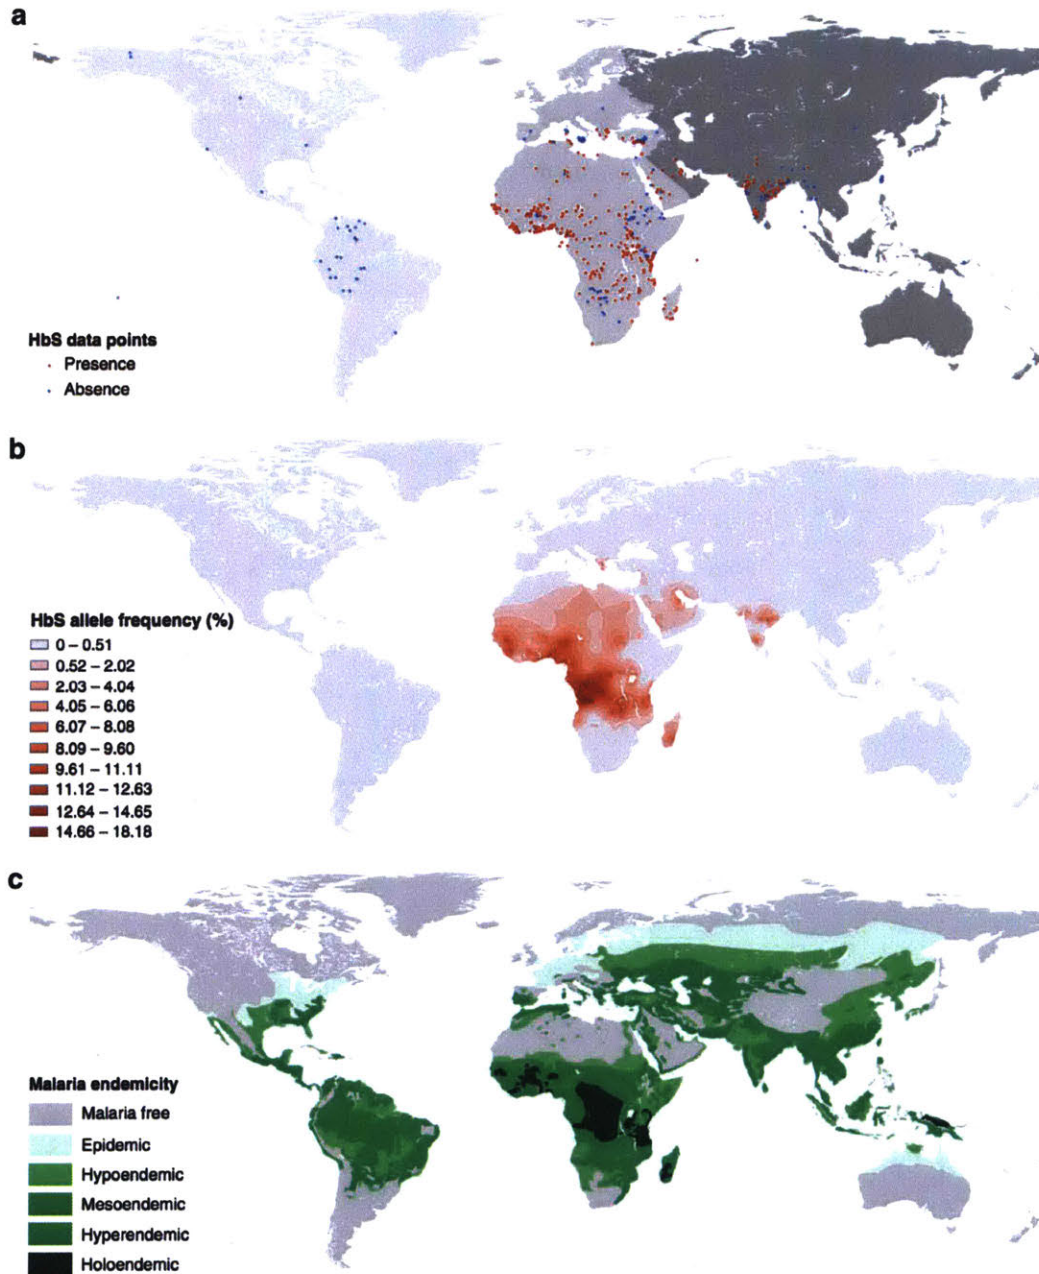 a
HbS data points
Presence
Absence
b
HbS allele frequency (%)
0 – 0.51
0.52 – 2.02
2.03 – 4.04
4.05 – 6.06
6.07 – 8.08
8.09 – 9.60
9.61 – 11.11
11.12 – 12.63
12.64 – 14.65
14.66 – 18.18
c
Malaria endemicity
Malaria free
Epidemic
Hypoendemic
Mesoendemic
Hyperendemic
Holoendemic